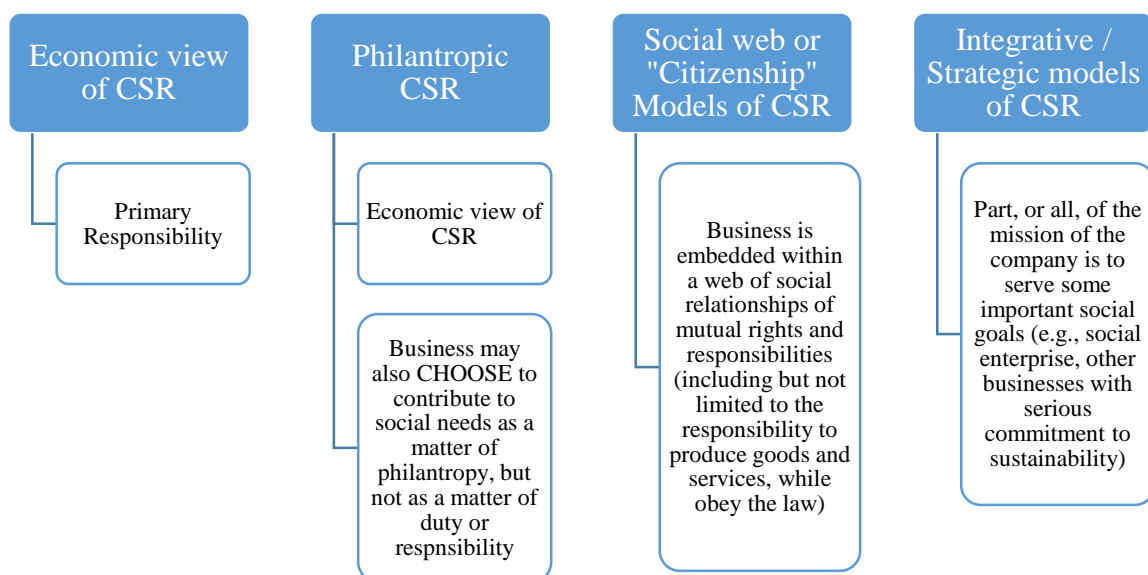 Economic view
of CSR
Primary
Responsibility
Philantropic
CSR
Economic view of
CSR
Business may
also CHOOSE to
contribute to
social needs as a
matter of
philantropy, but
not as a matter of
duty or
respnsibility
Social web or
"Citizenship"
Models of CSR
Business is
embedded within
a web of social
relationships of
mutual rights and
responsibilities
(including but not
limited to the
responsibility to
produce goods and
services, while
obey the law)
Integrative /
Strategic models
of CSR
Part, or all, of the
mission of the
company is to
serve some
important social
goals (e.g., social
enterprise, other
businesses with
serious
commitment to
sustainability)